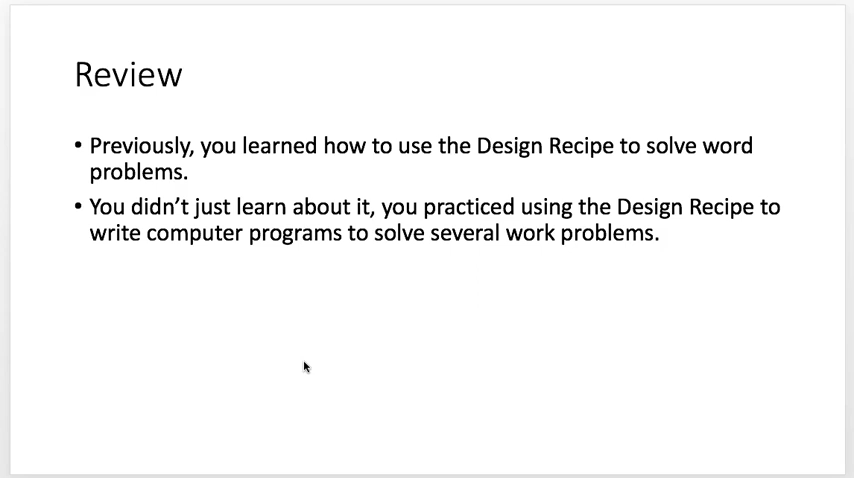 Review
• Previously, you learned how to use the Design Recipe to solve word
problems.
• You didn’t just learn about it, you practiced using the Design Recipe to
write computer programs to solve several work problems.